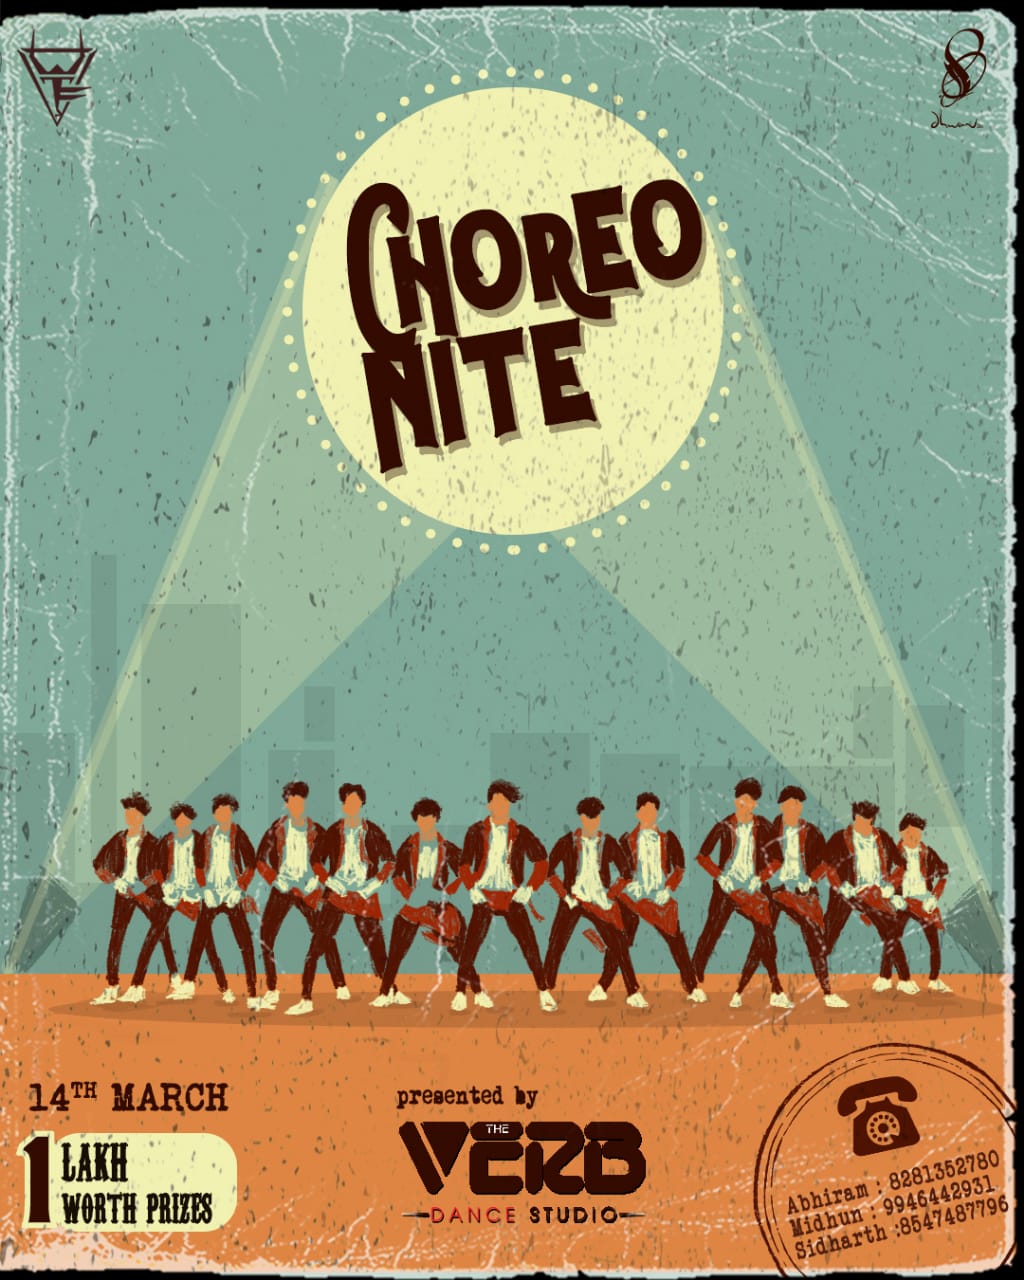 CHOREO
NITE
14TH MARCH
1 LAKH
WORTH PRIZES
presented by
THE
VERB
DANCE STUDIO
Abhiram : 8281352780
Midhun : 9946442931
Sidharth :8547487796